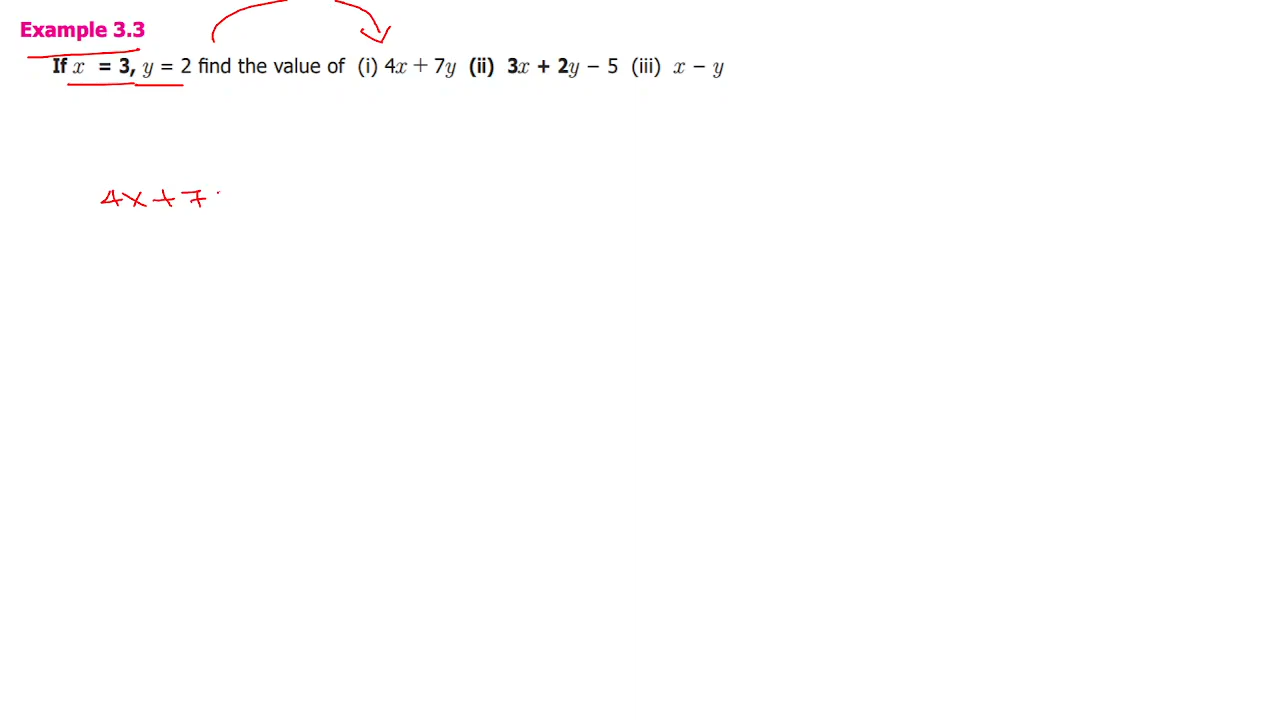 Example 3.3
If x = 3, y = 2 find the value of (i) 4x + 7y (ii) 3x + 2y − 5 (iii) x − y
4x+7